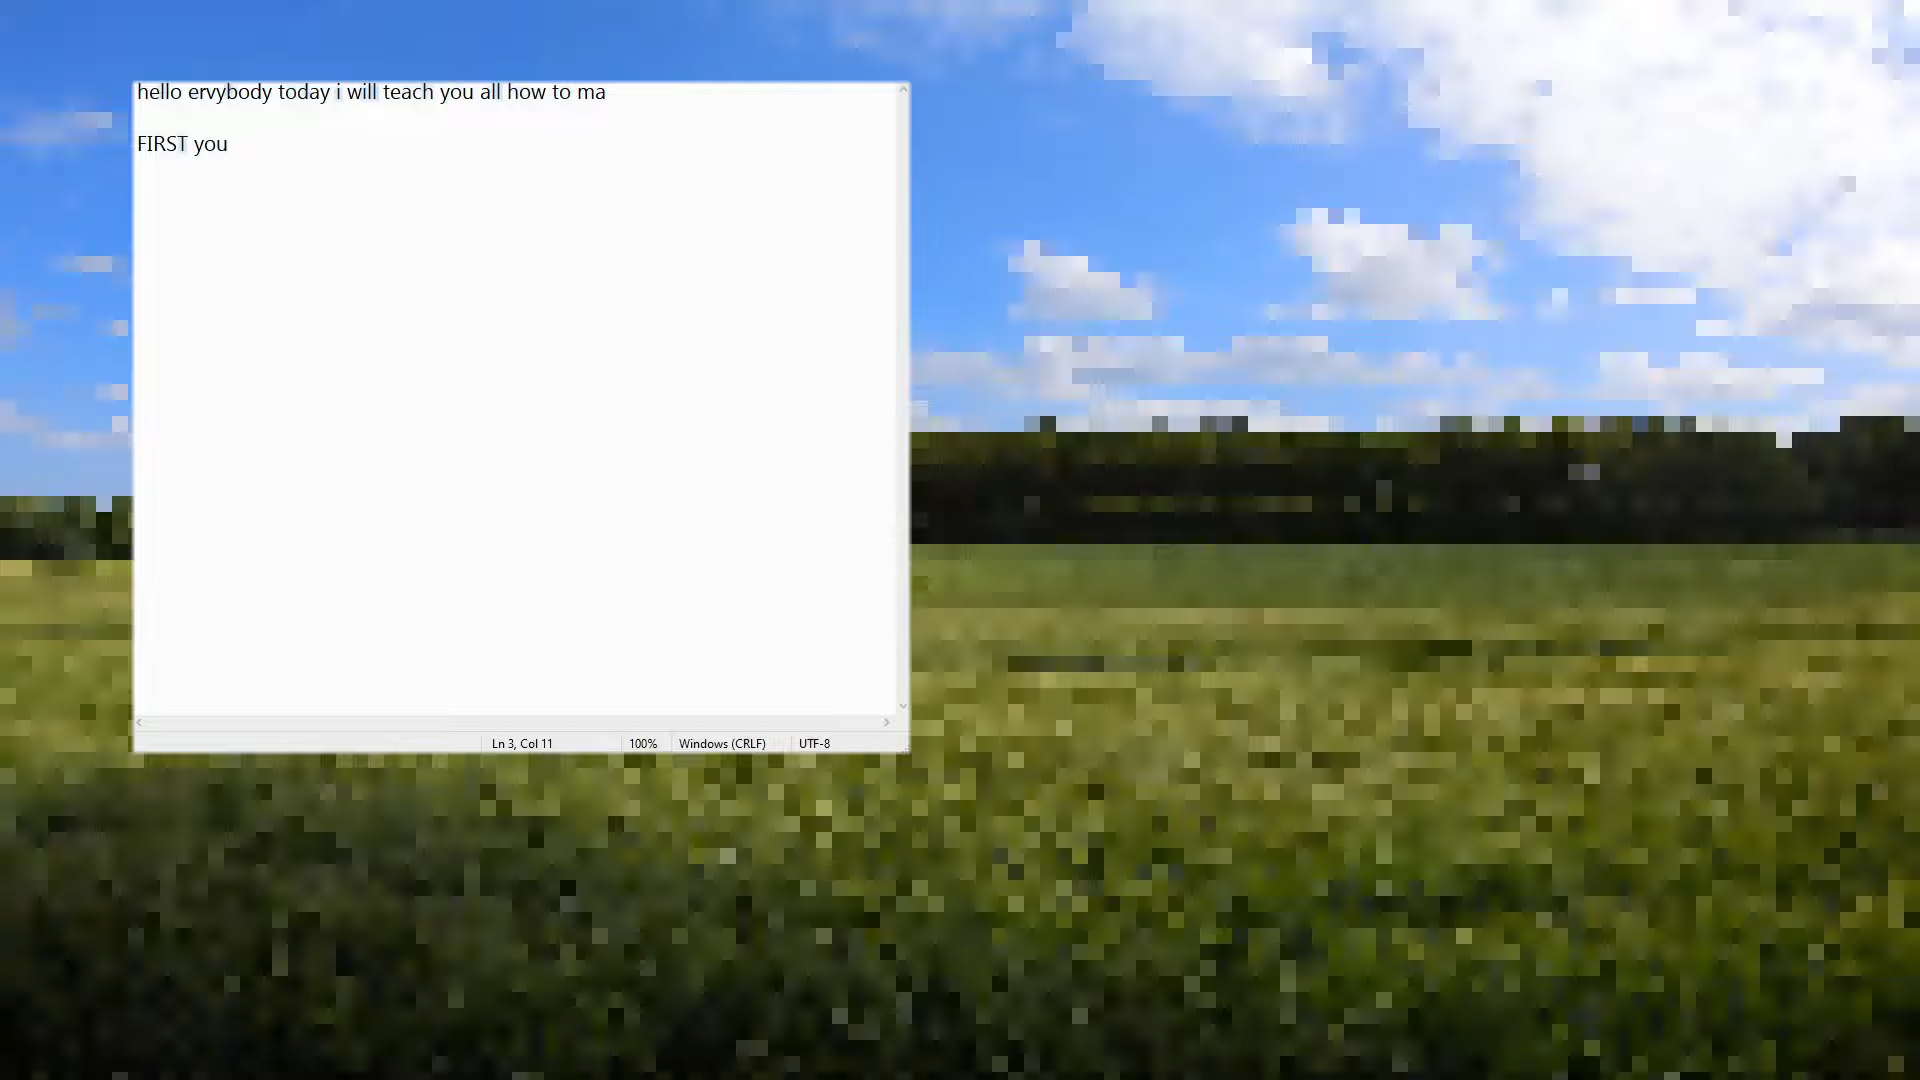 hello ervybody today i will teach you all how to ma
FIRST you
Ln 3, Col 11 100% Windows (CRLF) UTF-8